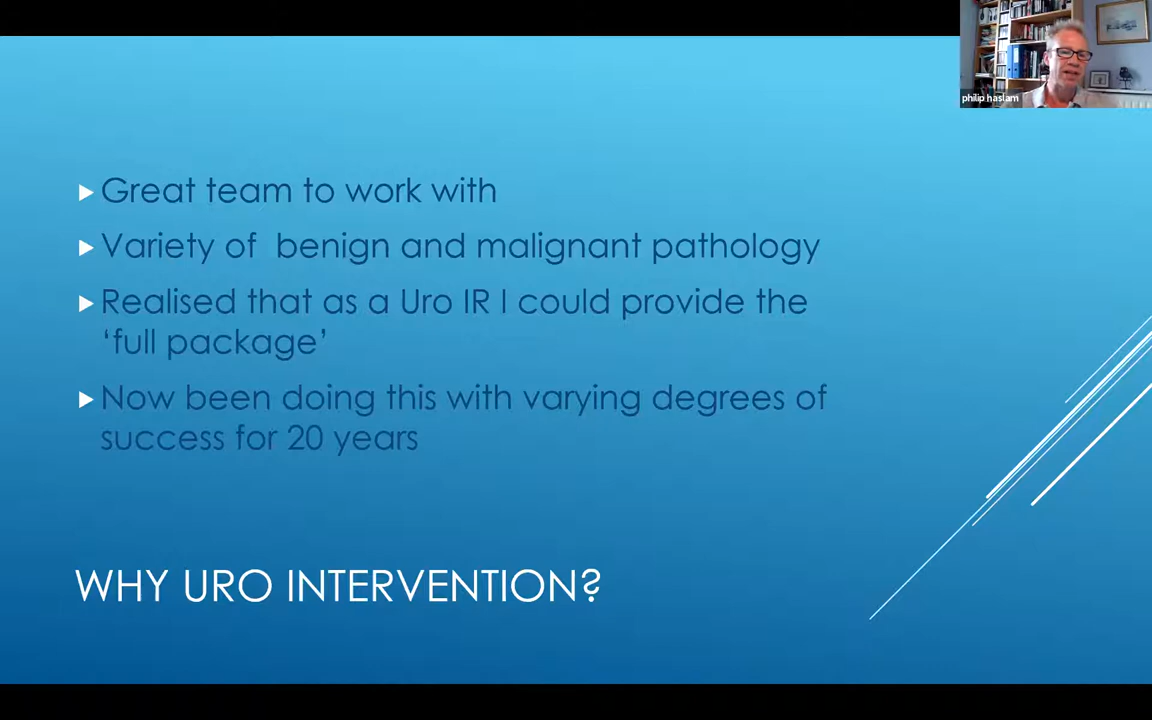 philip haslam
Great team to work with
Variety of  benign and malignant pathology
Realised that as a Uro IR I could provide the
‘full package’
Now been doing this with varying degrees of
success for 20 years
WHY URO INTERVENTION?